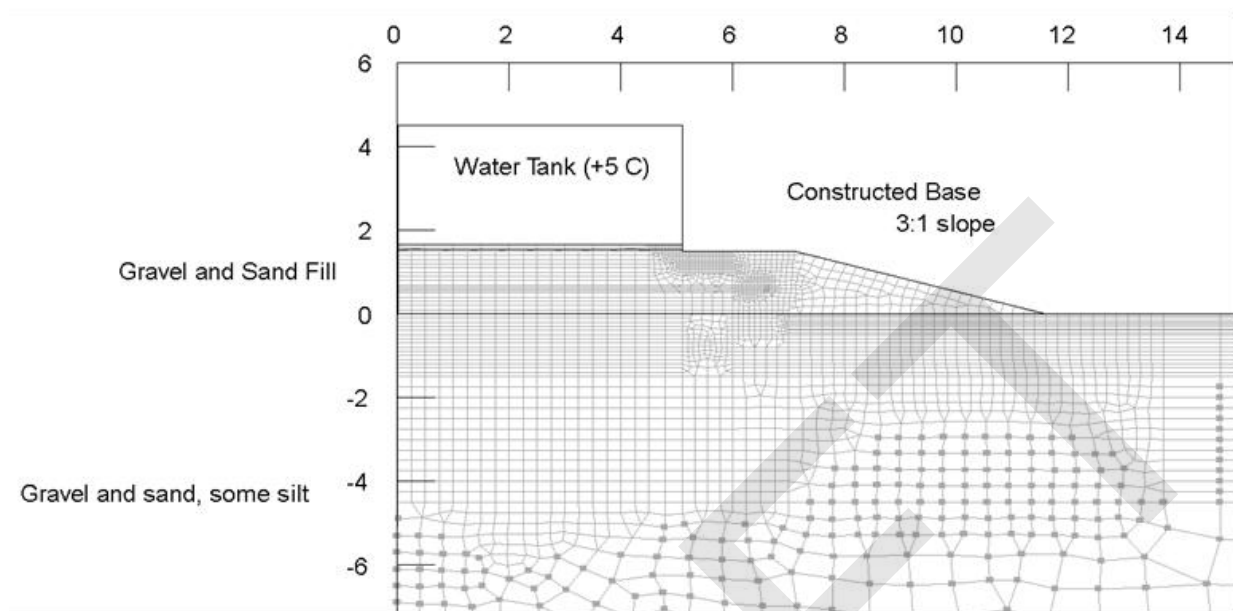 0 2 4 6 8 10 12 14
6
4
Water Tank (+5 C)
Constructed Base
3:1 slope
2
Gravel and Sand Fill
0
-2
-4
Gravel and sand, some silt
-6